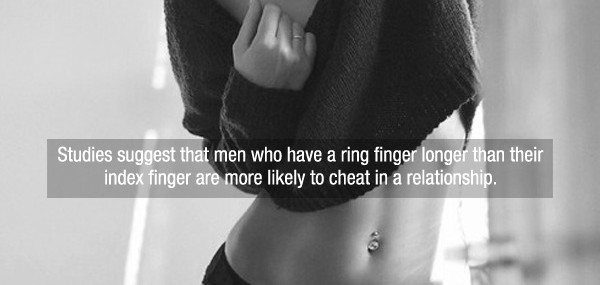 Studies suggest that men who have a ring finger longer than their
index finger are more likely to cheat in a relationship.